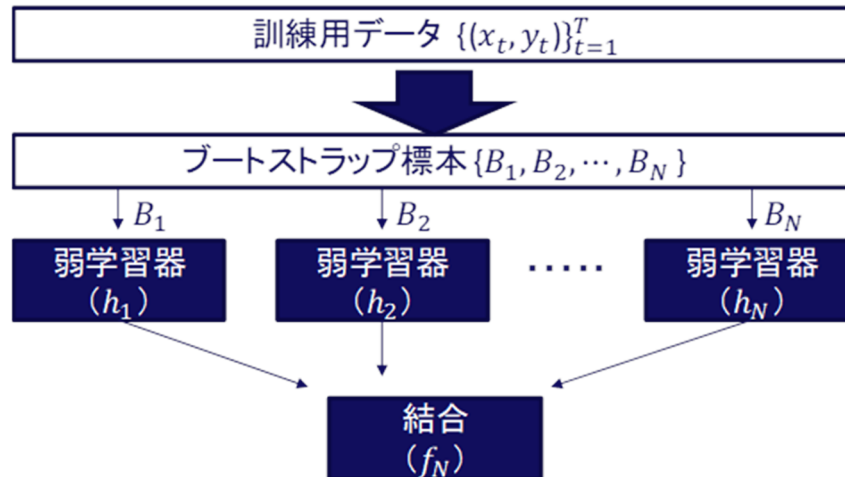 訓練用データ {(x_t, y_t)}_{t=1}^T
ブートストラップ標本{B_1, B_2, ⋯, B_N}
B_1 B_2 B_N
弱学習器 弱学習器 ・・・・・ 弱学習器
(h_1) (h_2) (h_N)
結合
(f_N)